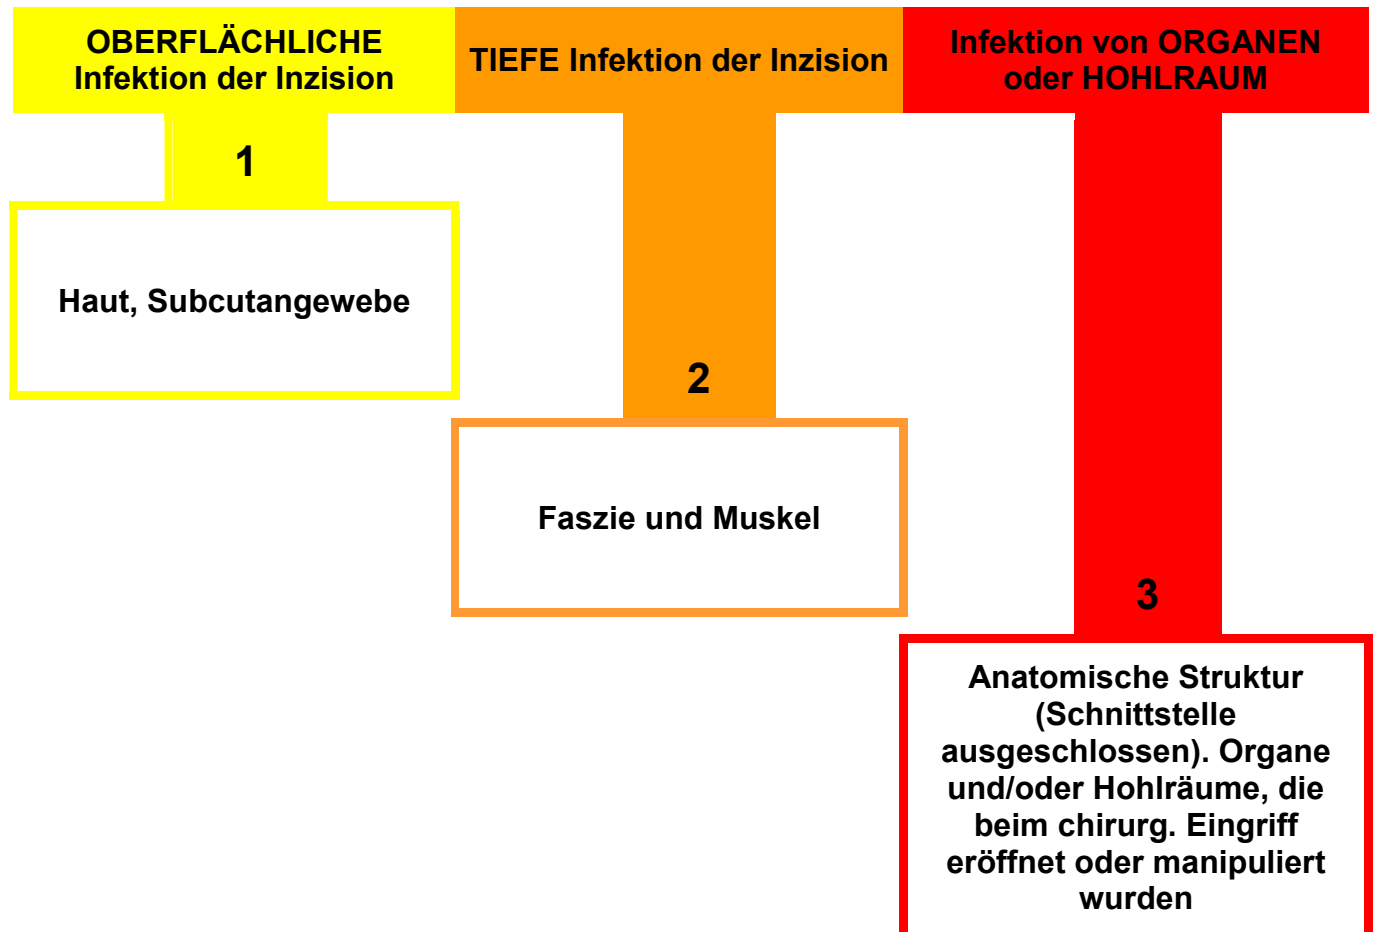 OBERFLÄCHLICHE
Infektion der Inzision
TIEFE Infektion der Inzision
Infektion von ORGANEN
oder HOHLRAUM
1
Haut, Subcutangewebe
2
Faszie und Muskel
3
Anatomische Struktur
(Schnittstelle
ausgeschlossen). Organe
und/oder Hohlräume, die
beim chirurg. Eingriff
eröffnet oder manipuliert
wurden